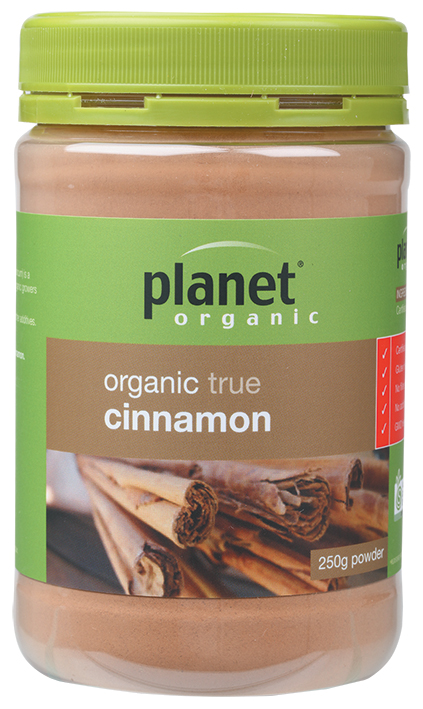 planet®
organic
organic true
cinnamon
250g powder